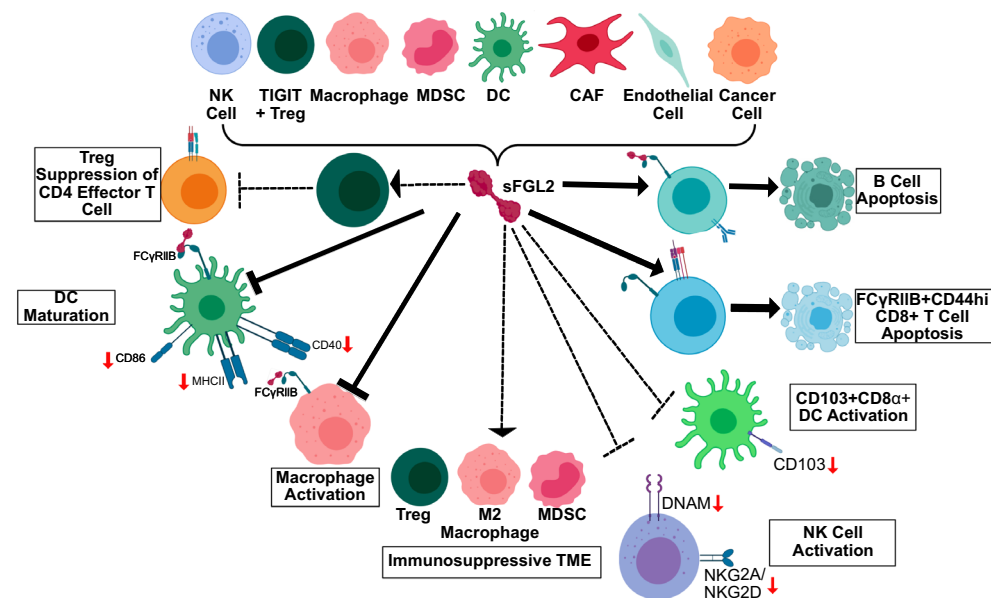 NK
Cell
TIGIT
+ Treg
Macrophage
MDSC
DC
CAF
Endothelial
Cell
Cancer
Cell
Treg
Suppression of
CD4 Effector T
Cell
sFGL2
B Cell
Apoptosis
FCγRIIB
DC
Maturation
CD86
MHCII
CD40
FCγRIIB+CD44hi
CD8+ T Cell
Apoptosis
FCγRIIB
Macrophage
Activation
CD103+CD8α+
DC Activation
CD103
Treg
M2
Macrophage
MDSC
Immunosuppressive TME
DNAM
NKG2A/
NKG2D
NK Cell
Activation